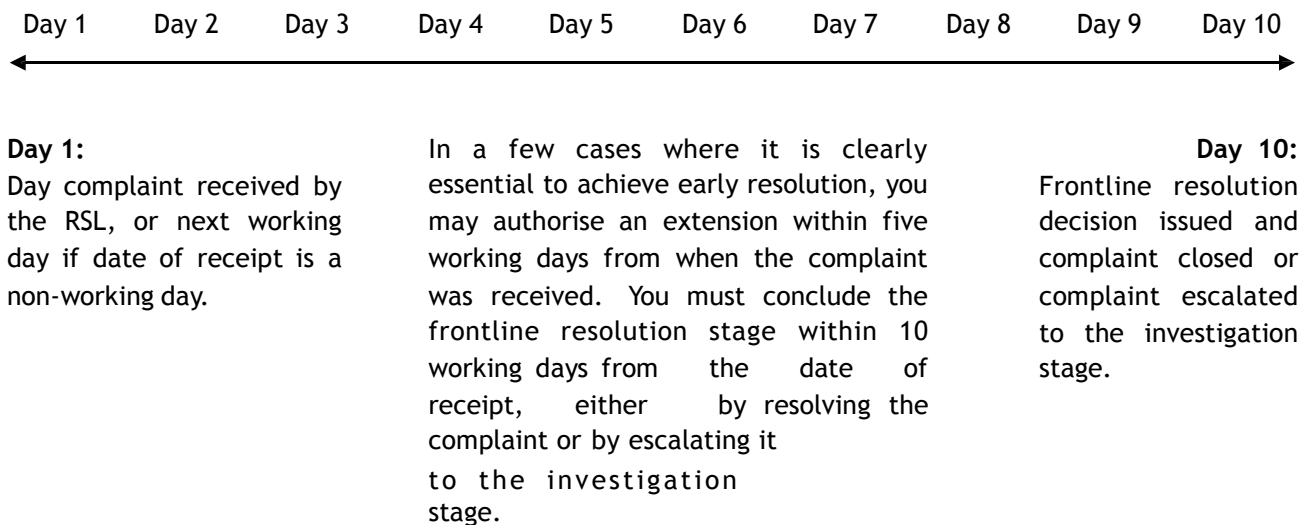 Day 1 Day 2 Day 3 Day 4 Day 5 Day 6 Day 7 Day 8 Day 9 Day 10
Day 1:
Day complaint received by
the RSL, or next working
day if date of receipt is a
non-working day.
In a few cases where it is clearly
essential to achieve early resolution, you
may authorise an extension within five
working days from when the complaint
was received. You must conclude the
frontline resolution stage within 10
working days from the date of
receipt, either by resolving the
complaint or by escalating it
to the investigation
stage.
Day 10:
Frontline resolution
decision issued and
complaint closed or
complaint escalated
to the investigation
stage.